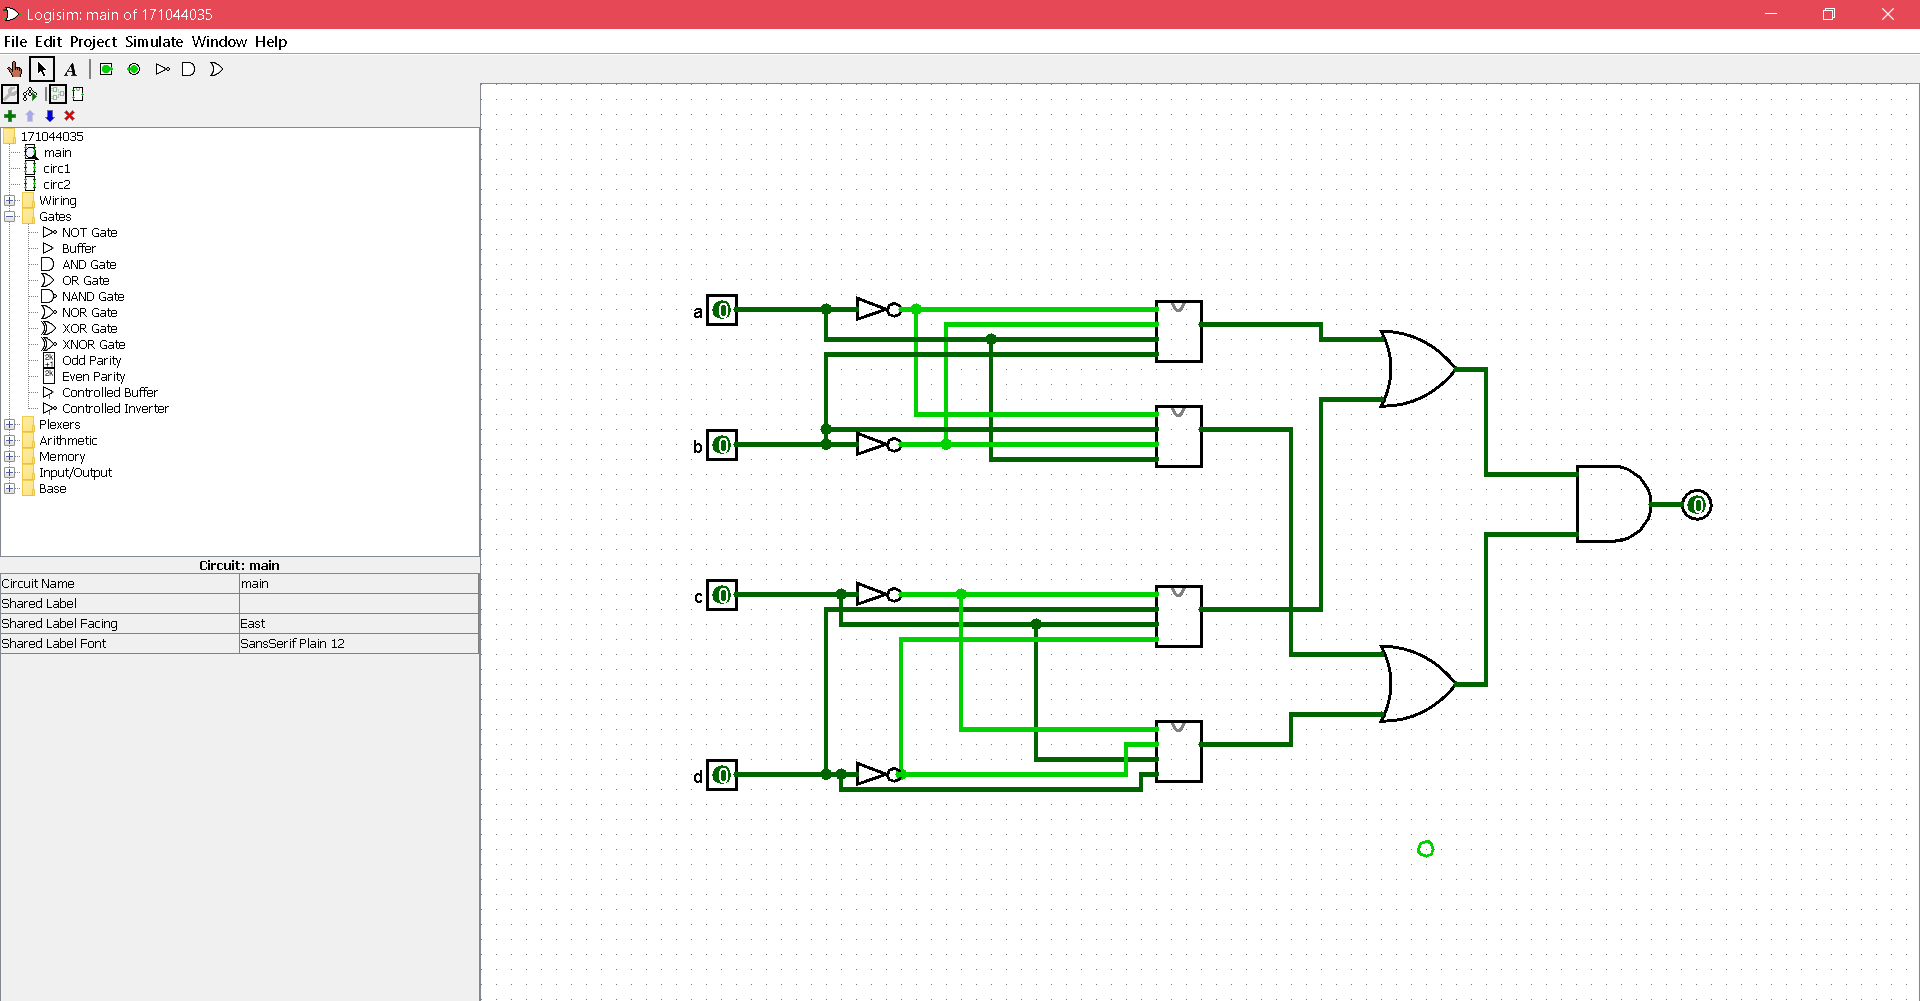 Logisim: main of 171044035
File Edit Project Simulate Window Help
A
171044035
main
circ1
circ2
Wiring
Gates
NOT Gate
Buffer
AND Gate
OR Gate
NAND Gate
NOR Gate
XOR Gate
XNOR Gate
Odd Parity
Even Parity
Controlled Buffer
Controlled Inverter
Plexers
Arithmetic
Memory
Input/Output
Base
Circuit: main
Circuit Name main
Shared Label
Shared Label Facing East
Shared Label Font SansSerif Plain 12
a 0
b 0
0
c 0
d 0